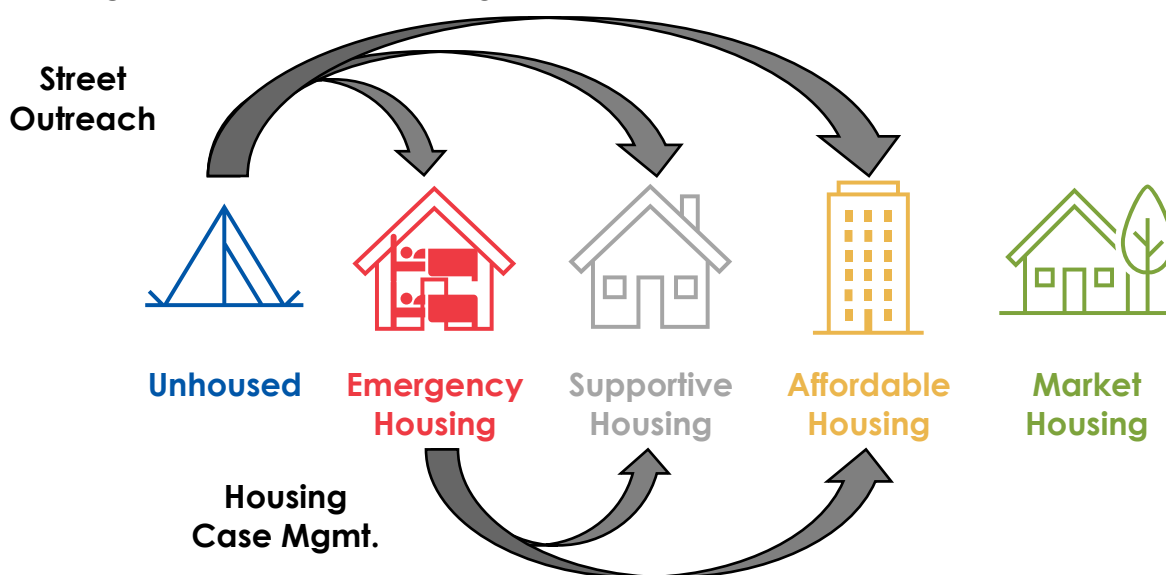 Street
Outreach
Unhoused
Emergency
Housing
Supportive
Housing
Affordable
Housing
Market
Housing
Housing
Case Mgmt.